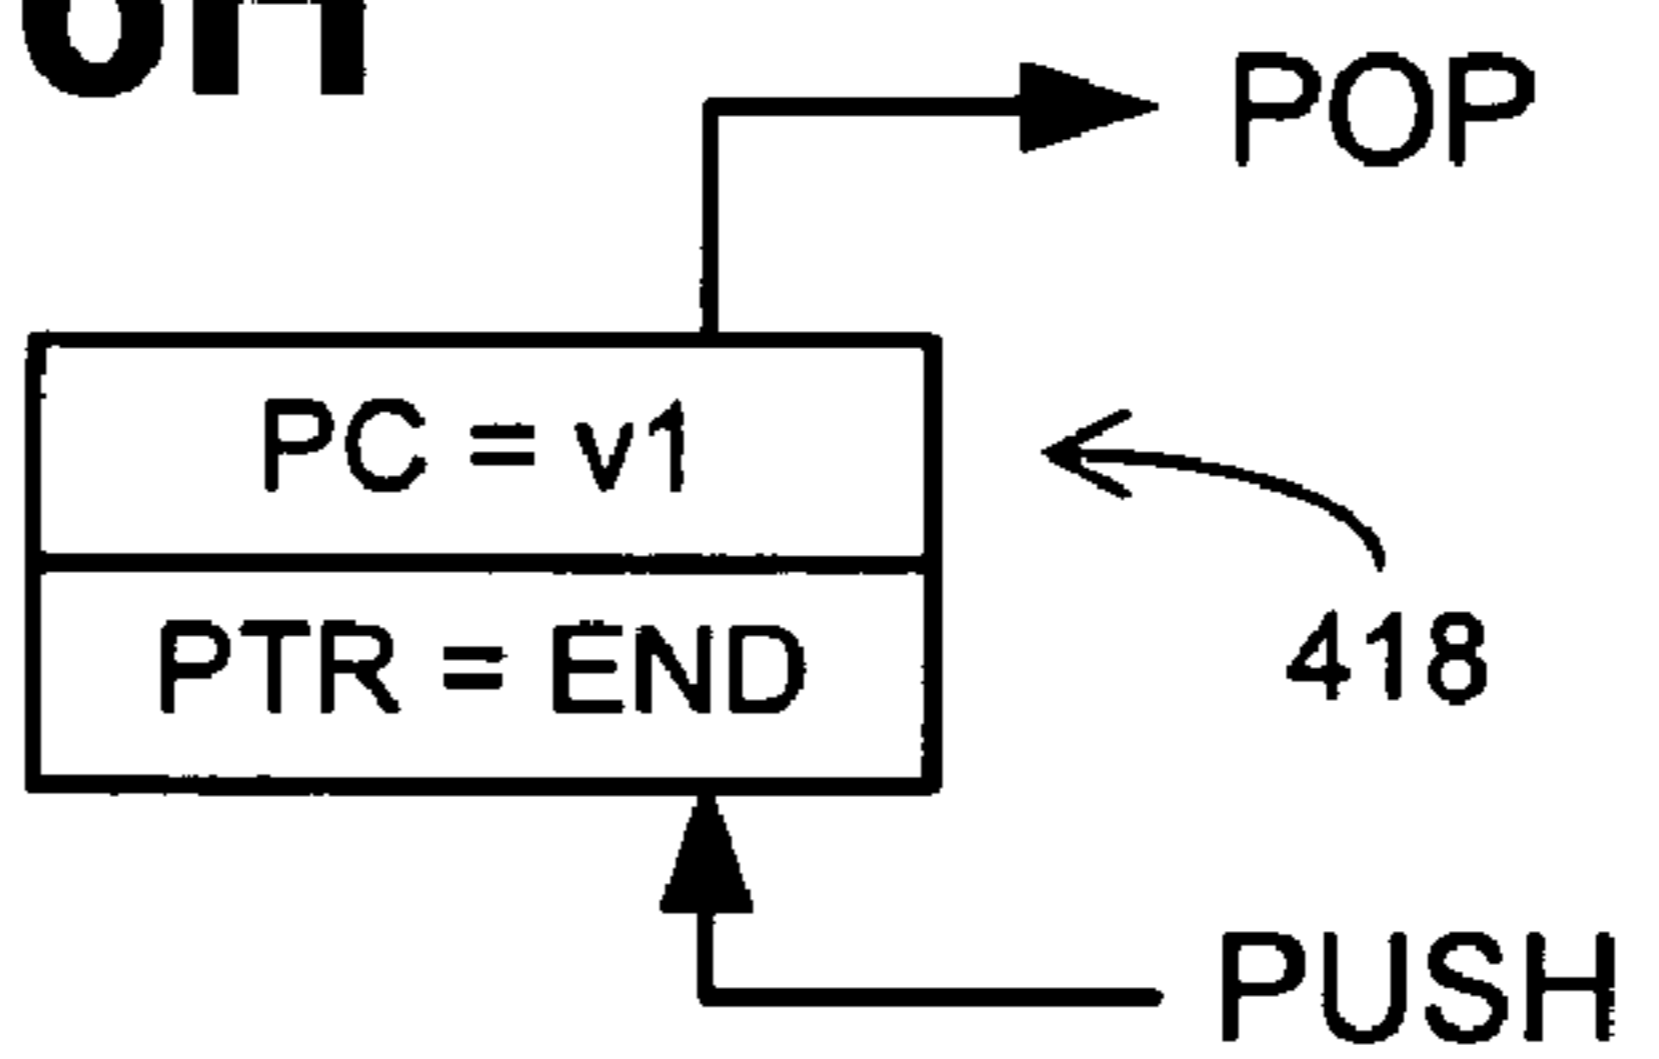 POP
PC = v1
PTR = END
418
PUSH